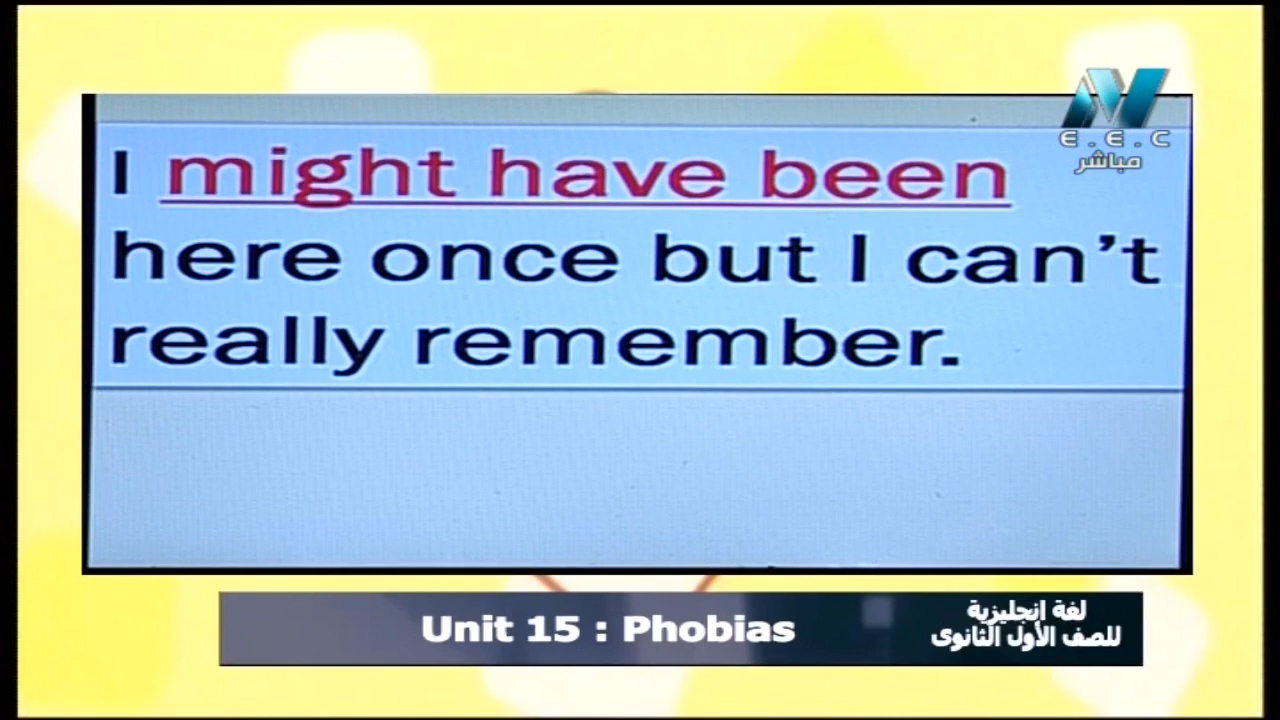 E.E.C
مباشر
I might have been
here once but I can't
really remember.
Unit 15 : Phobias
لغة إنجليزية
للصف الأول الثانوى